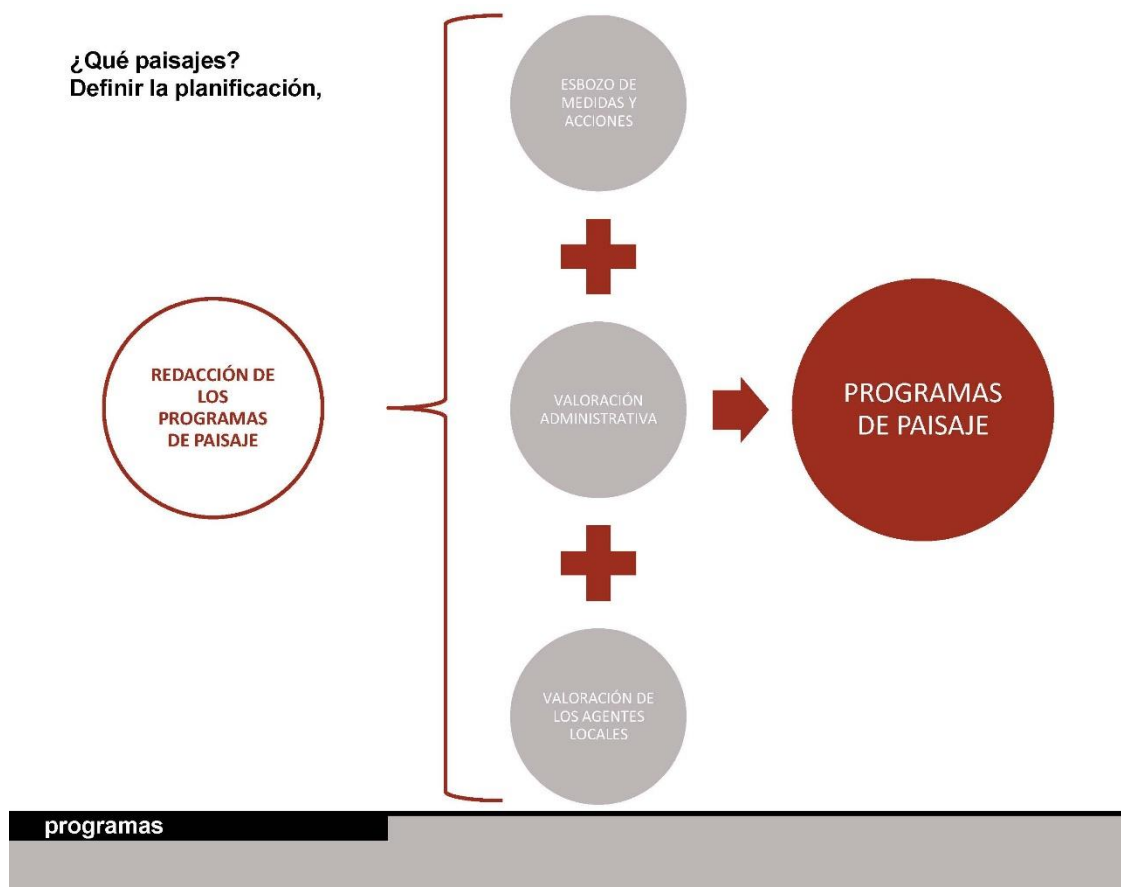 ¿Qué paisajes?
Definir la planificación,
REDACCIÓN DE
LOS
PROGRAMAS
DE PAISAJE
ESBOZO DE
MEDIDAS Y
ACCIONES
VALORACIÓN
ADMINISTRATIVA
VALORACIÓN DE
LOS AGENTES
LOCALES
PROGRAMAS
DE PAISAJE
programas